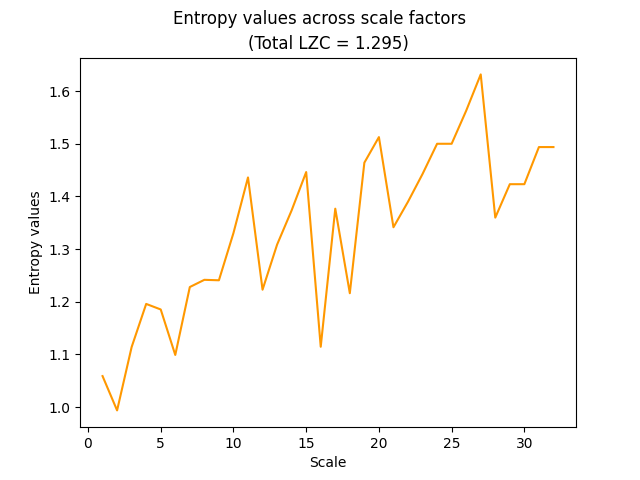 Entropy values across scale factors
(Total LZC = 1.295)
Entropy values
1.6
1.5
1.4
1.3
1.2
1.1
1.0
0 5 10 15 20 25 30
Scale